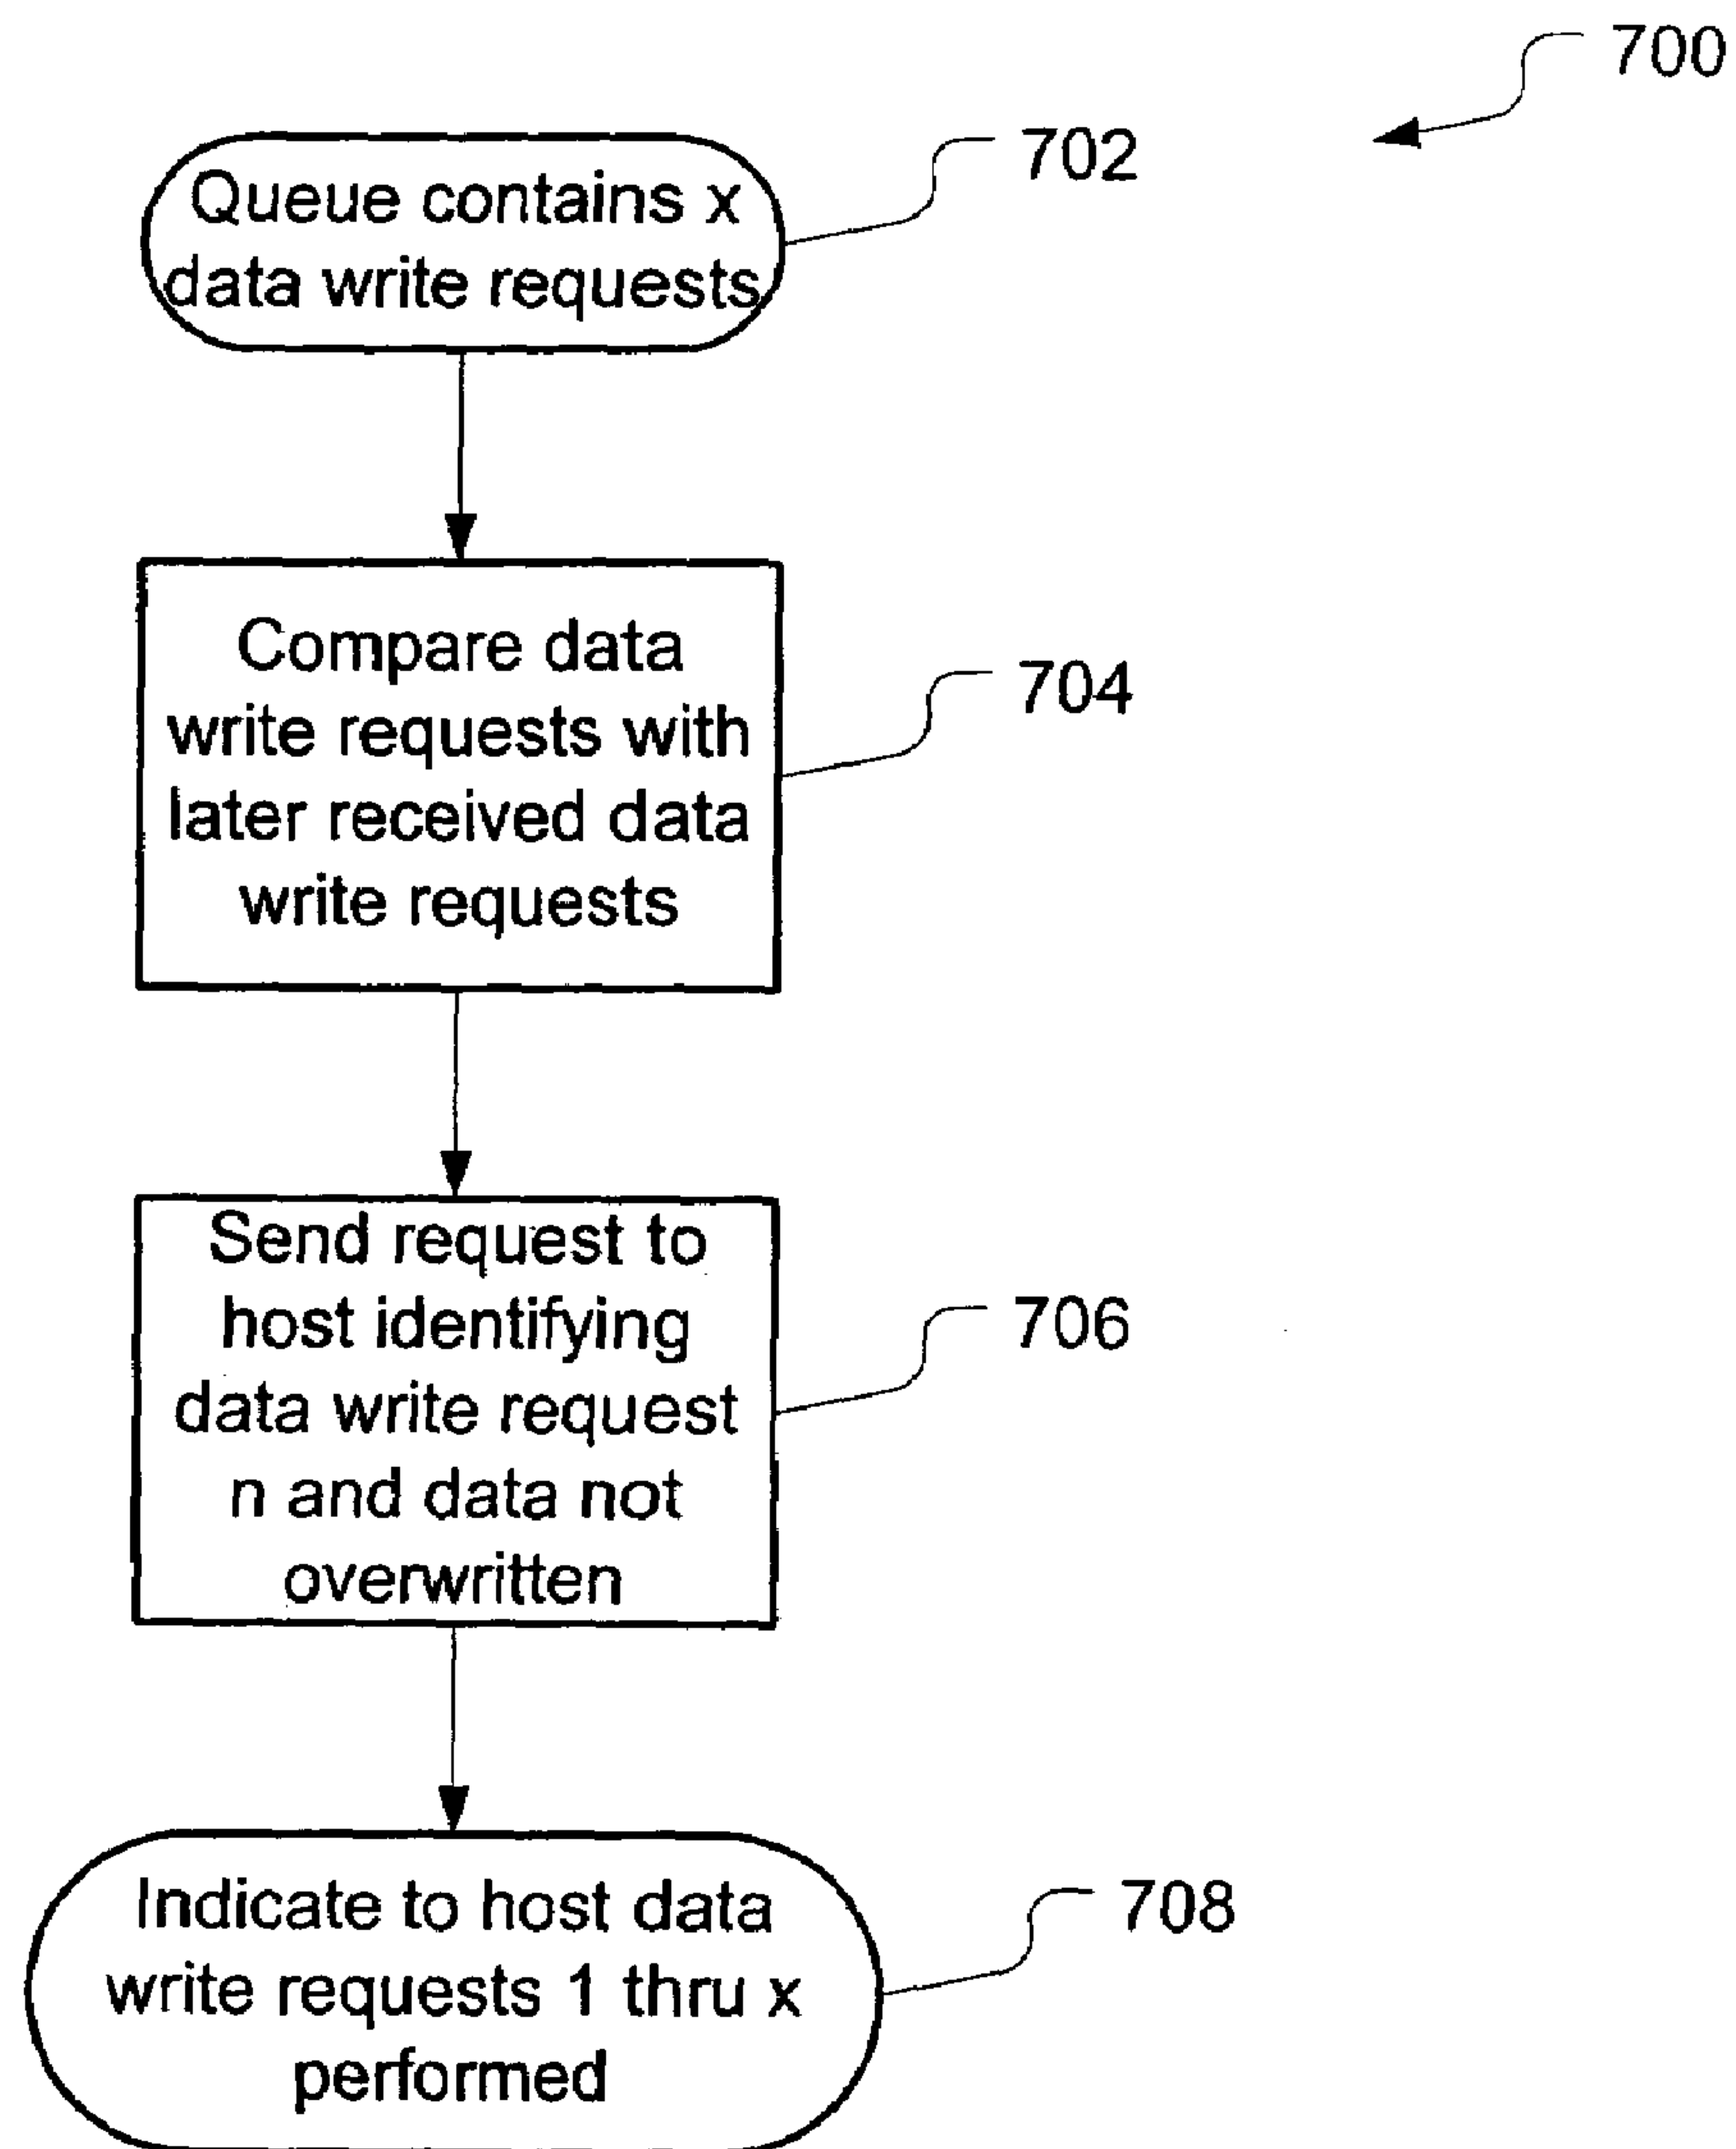 700
Queue contains x
data write requests
702
Compare data
write requests with
later received data
write requests
704
Send request to
host identifying
data write request
n and data not
overwritten
706
Indicate to host data
write requests 1 thru x
performed
708